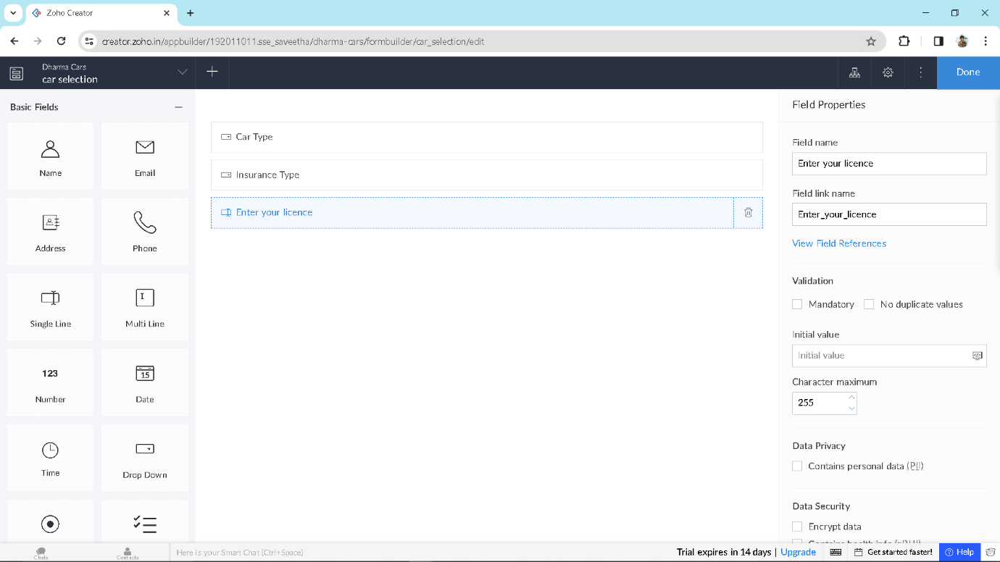 Zoho Creator
creator.zoho.in/appbuilder/192011011.sse_saveetha/dharma-cars/formbuilder/car_selection/edit
Dharma Cars
car selection
Done
Basic Fields
Name
Email
Address
Phone
Single Line
Multi Line
123
Number
15
Date
Time
Drop Down
Car Type
Insurance Type
Enter your licence
Field Properties
Field name
Enter your licence
Field link name
Enter_your_licence
View Field References
Validation
Mandatory
No duplicate values
Initial value
Initial value
Character maximum
255
Data Privacy
Contains personal data (PII)
Data Security
Encrypt data
Contains health info (ePHI)
Chats
Contacts
Here is your Smart Chat (Ctrl+Space)
Trial expires in 14 days | Upgrade
Get started faster!
Help